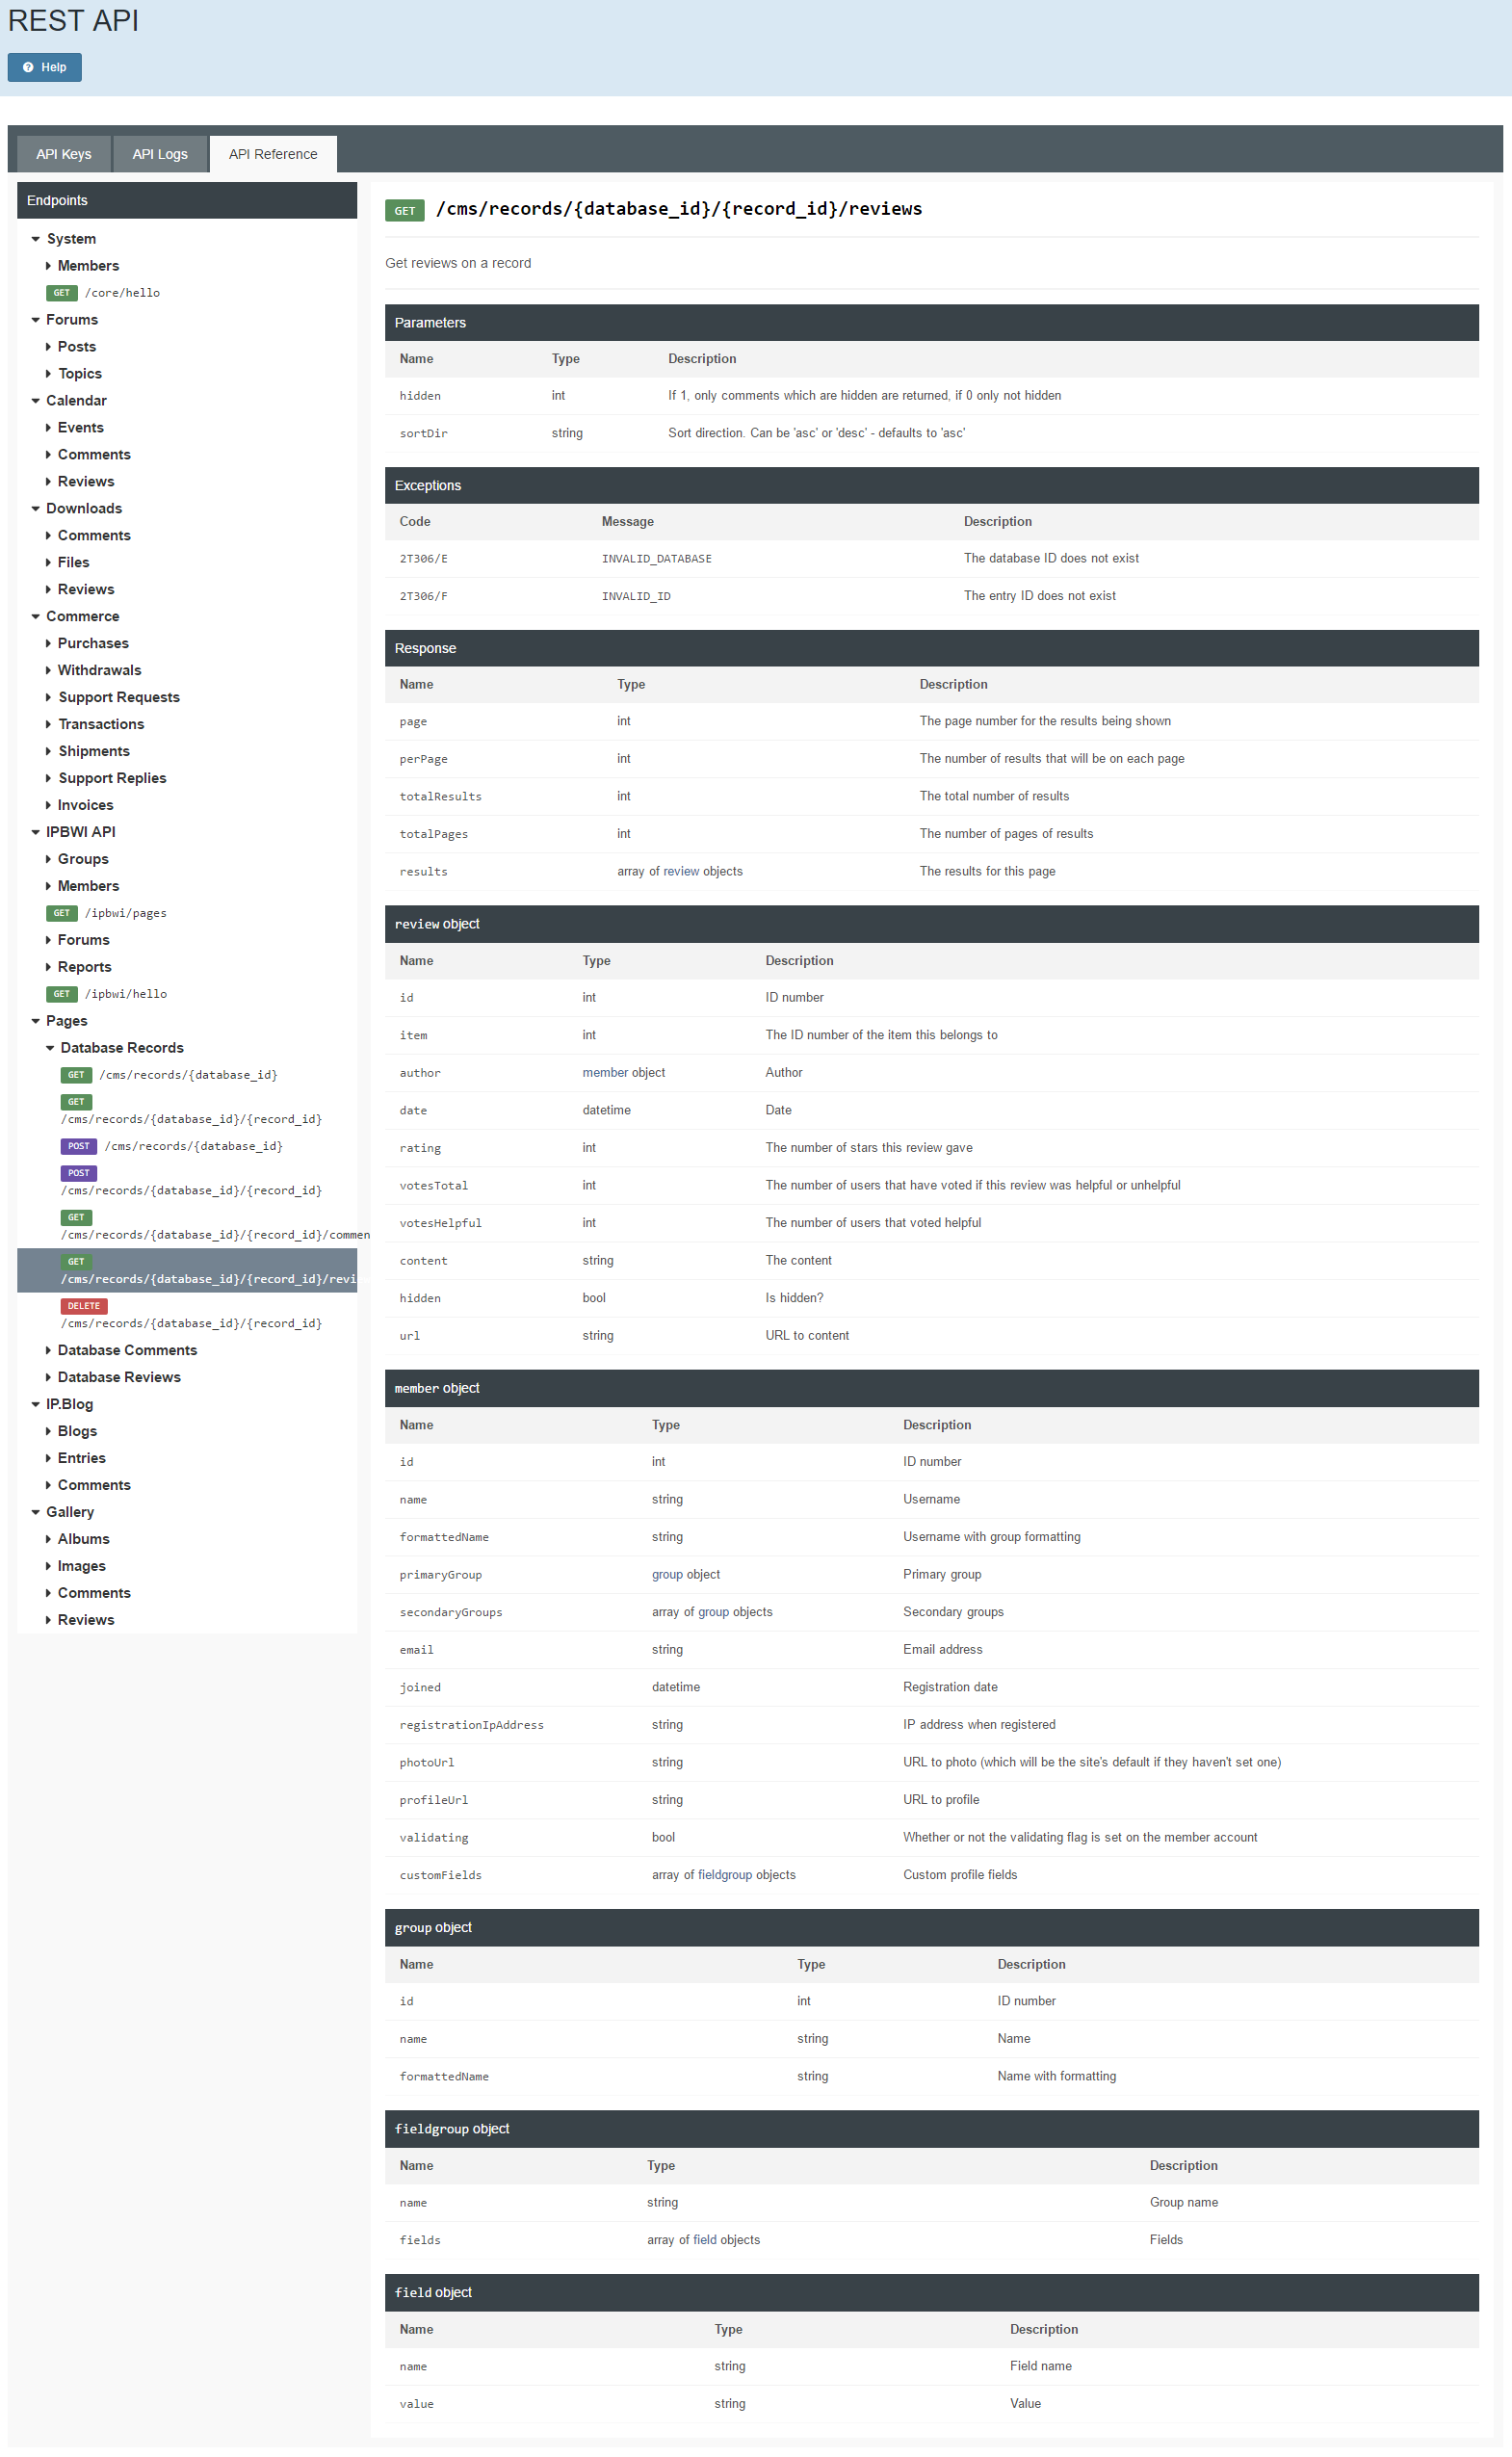 REST API
Help
API Keys API Logs API Reference
Endpoints
System
Members
GET /core/hello
Forums
Posts
Topics
Calendar
Events
Comments
Reviews
Downloads
Comments
Files
Reviews
Commerce
Purchases
Withdrawals
Support Requests
Transactions
Shipments
Support Replies
Invoices
IPBWI API
Groups
Members
GET /ipbwi/pages
Forums
Reports
GET /ipbwi/hello
Pages
Database Records
GET /cms/records/{database_id}
GET
/cms/records/{database_id}/{record_id}
POST /cms/records/{database_id}
POST
/cms/records/{database_id}/{record_id}
GET
/cms/records/{database_id}/{record_id}/commen
GET
/cms/records/{database_id}/{record_id}/revi
DELETE
/cms/records/{database_id}/{record_id}
Database Comments
Database Reviews
IP.Blog
Blogs
Entries
Comments
Gallery
Albums
Images
Comments
Reviews
GET /cms/records/{database_id}/{record_id}/reviews
Get reviews on a record
Parameters
Name Type Description
hidden int If 1, only comments which are hidden are returned, if 0 only not hidden
sortDir string Sort direction. Can be 'asc' or 'desc' - defaults to 'asc'
Exceptions
Code Message Description
2T306/E INVALID_DATABASE The database ID does not exist
2T306/F INVALID_ID The entry ID does not exist
Response
Name Type Description
page int The page number for the results being shown
perPage int The number of results that will be on each page
totalResults int The total number of results
totalPages int The number of pages of results
results array of review objects The results for this page
review object
Name Type Description
id int ID number
item int The ID number of the item this belongs to
author member object Author
date datetime Date
rating int The number of stars this review gave
votesTotal int The number of users that have voted if this review was helpful or unhelpful
votesHelpful int The number of users that voted helpful
content string The content
hidden bool Is hidden?
url string URL to content
member object
Name Type Description
id int ID number
name string Username
formattedName string Username with group formatting
primaryGroup group object Primary group
secondaryGroups array of group objects Secondary groups
email string Email address
joined datetime Registration date
registrationIpAddress string IP address when registered
photoUrl string URL to photo (which will be the site's default if they haven't set one)
profileUrl string URL to profile
validating bool Whether or not the validating flag is set on the member account
customFields array of fieldgroup objects Custom profile fields
group object
Name Type Description
id int ID number
name string Name
formattedName string Name with formatting
fieldgroup object
Name Type Description
name string Group name
fields array of field objects Fields
field object
Name Type Description
name string Field name
value string Value